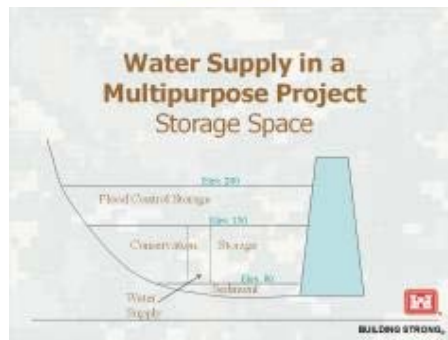 Water Supply in a
Multipurpose Project
Storage Space
Elev. 200
Flood Control Storage
Elev. 150
Conservation Storage
Elev. 80
Sediment
Water
Supply
BUILDING STRONG®